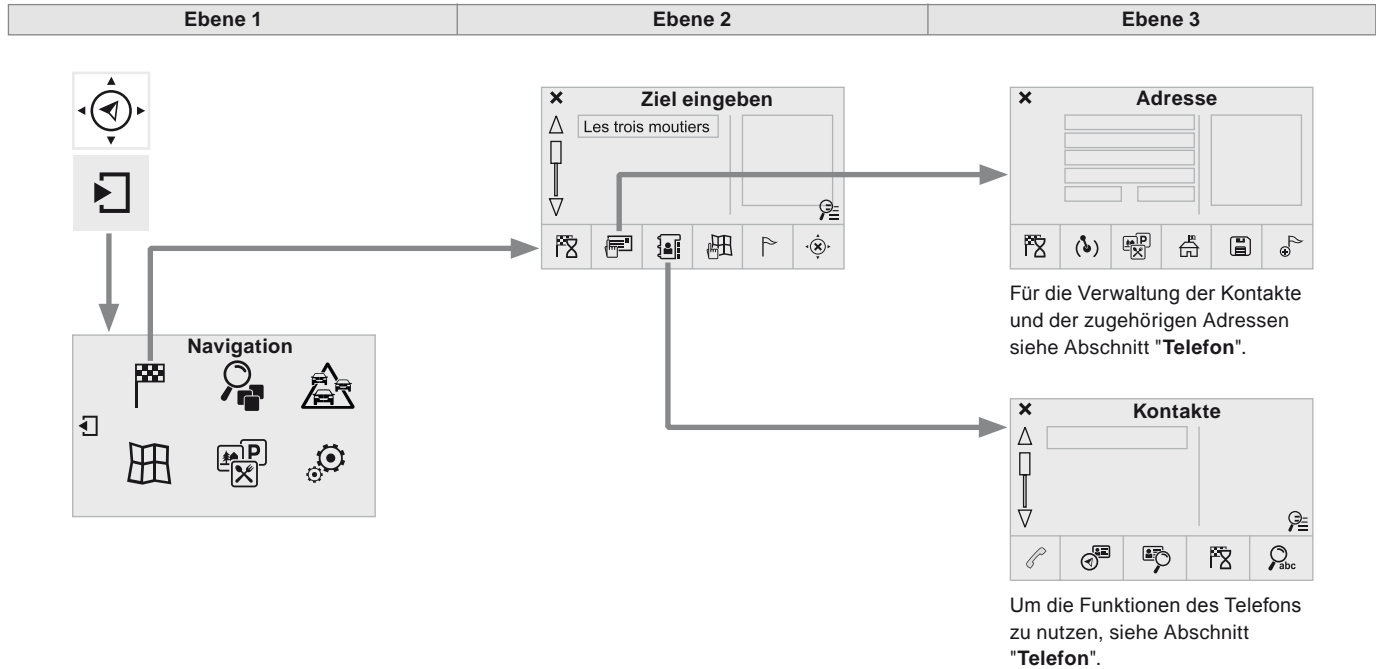 Ebene 1
Ebene 2
Ebene 3
Navigation
P
Ziel eingeben
Les trois moutiers
Adresse
P
Für die Verwaltung der Kontakte
und der zugehörigen Adressen
siehe Abschnitt "Telefon".
Kontakte
abc
Um die Funktionen des Telefons
zu nutzen, siehe Abschnitt
"Telefon".